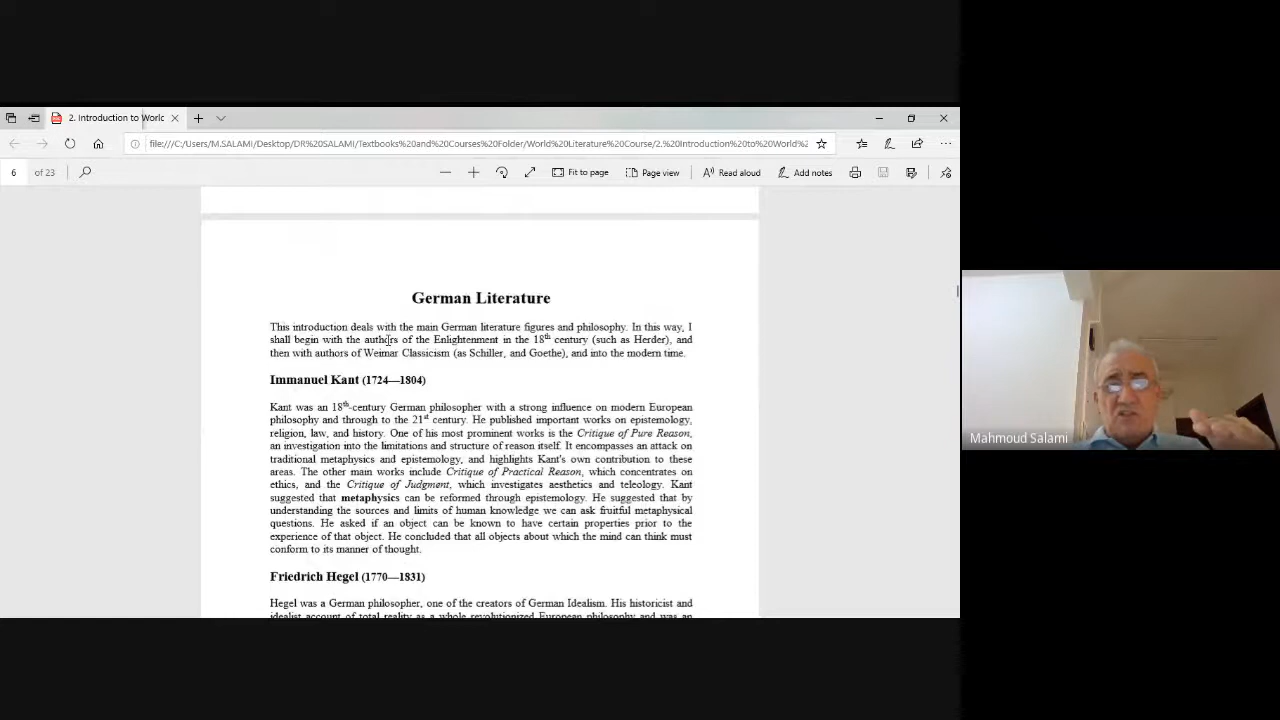 2. Introduction to World
file:///C:/Users/M.SALAMI/Desktop/DR%20SALAMI/Textbooks%20and%20Courses%20Folder/World%20Literature%20Course/2.%20Introduction%20to%20World%2
6 of 23
Fit to page
Page view
Read aloud
Add notes
German Literature
This introduction deals with the main German literature figures and philosophy. In this way, I
shall begin with the authors of the Enlightenment in the 18th century (such as Herder), and
then with authors of Weimar Classicism (as Schiller, and Goethe), and into the modern time.
Immanuel Kant (1724—1804)
Kant was an 18th-century German philosopher with a strong influence on modern European
philosophy and through to the 21st century. He published important works on epistemology,
religion, law, and history. One of his most prominent works is the Critique of Pure Reason,
an investigation into the limitations and structure of reason itself. It encompasses an attack on
traditional metaphysics and epistemology, and highlights Kant's own contribution to these
areas. The other main works include Critique of Practical Reason, which concentrates on
ethics, and the Critique of Judgment, which investigates aesthetics and teleology. Kant
suggested that metaphysics can be reformed through epistemology. He suggested that by
understanding the sources and limits of human knowledge we can ask fruitful metaphysical
questions. He asked if an object can be known to have certain properties prior to the
experience of that object. He concluded that all objects about which the mind can think must
conform to its manner of thought.
Friedrich Hegel (1770—1831)
Hegel was a German philosopher, one of the creators of German Idealism. His historicist and
idealist account of total reality as a whole revolutionized European philosophy and was an
Mahmoud Salami